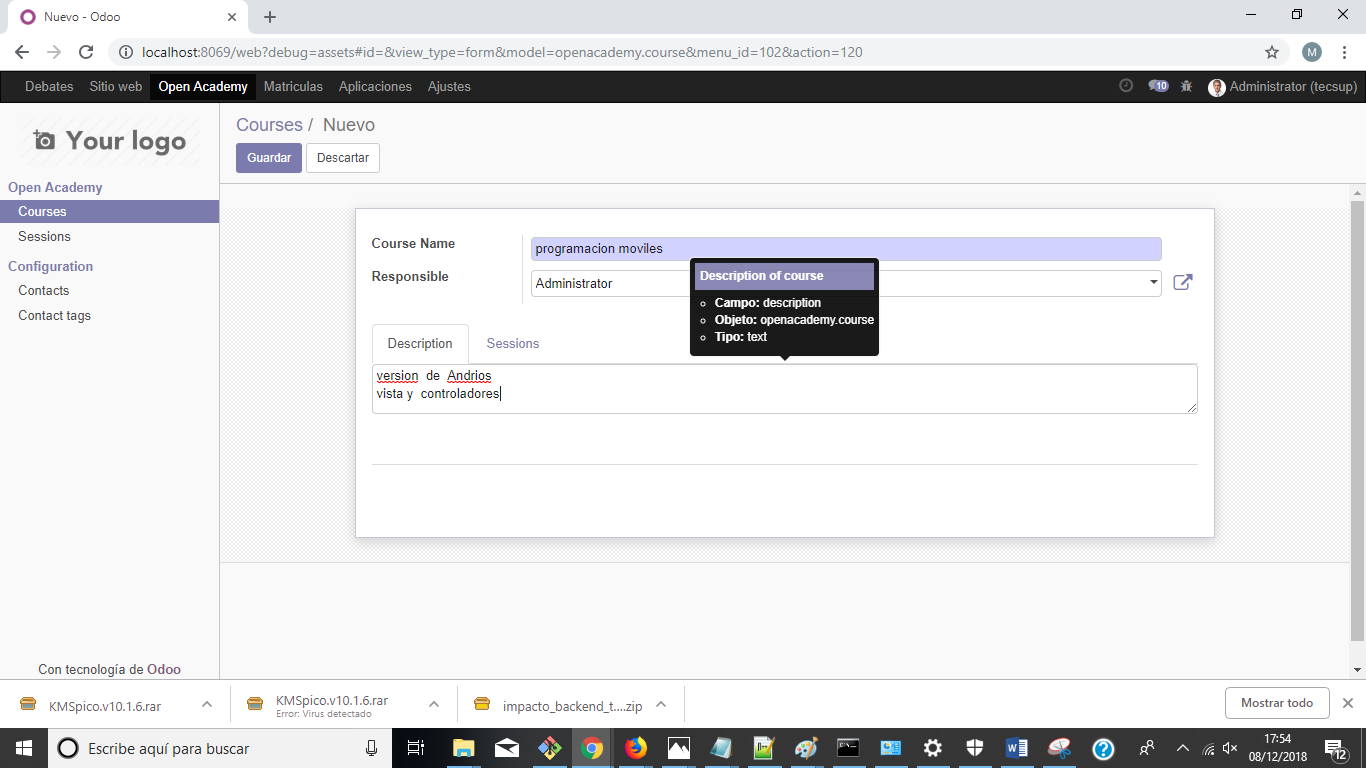 Nuevo - Odoo
localhost:8069/web?debug=assets#id=&view_type=form&model=openacademy.course&menu_id=102&action=120
M
Debates Sitio web Open Academy Matriculas Aplicaciones Ajustes 10 Administrator (tecsup)
Your logo
Courses / Nuevo
Guardar Descartar
Open Academy
Courses
Sessions
Configuration
Contacts
Contact tags
Course Name programacion moviles
Responsible Administrator
Description of course
Campo: description
Objeto: openacademy.course
Tipo: text
Description Sessions
version de Andrios
vista y controladores
Con tecnología de Odoo
KMSpico.v10.1.6.rar
KMSpico.v10.1.6.rar
Error: Virus detectado
impacto_backend_t....zip
Mostrar todo
Escribe aquí para buscar
17:54
08/12/2018
12